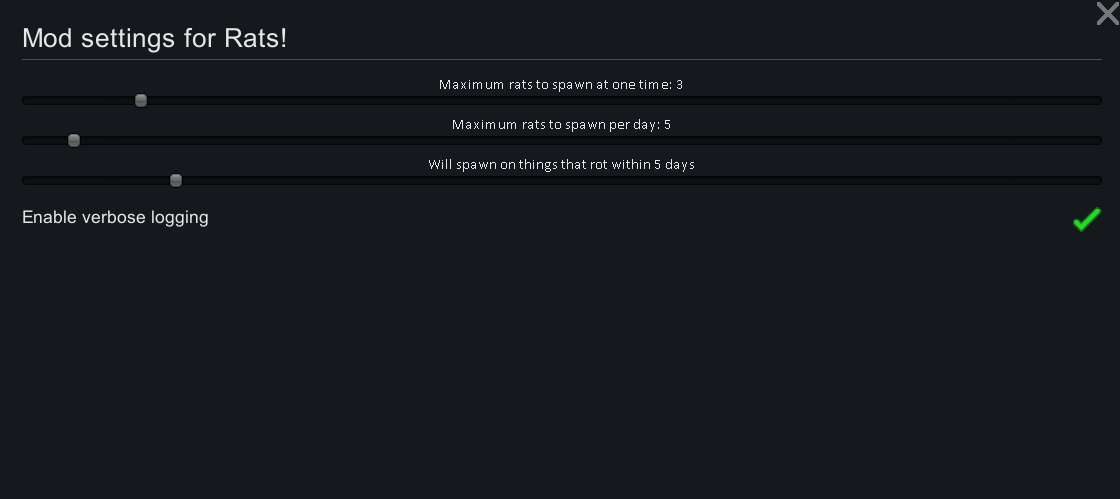 Mod settings for Rats!
Maximum rats to spawn at one time: 3
Maximum rats to spawn per day: 5
Will spawn on things that rot within 5 days
Enable verbose logging